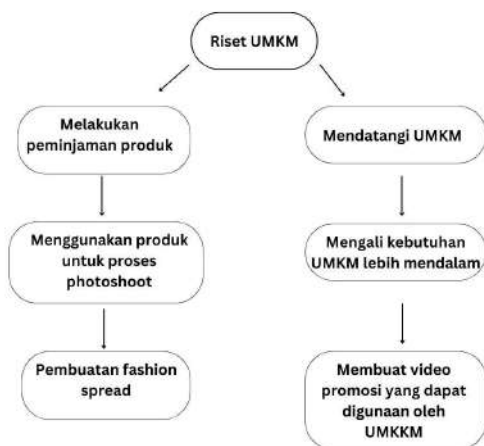 Riset UMKM
Melakukan
peminjaman produk
Mendatangi UMKM
Menggunakan produk
untuk proses
photoshoot
Mengali kebutuhan
UMKM lebih mendalam
Pembuatan fashion
spread
Membuat video
promosi yang dapat
digunaan oleh
UMKKM